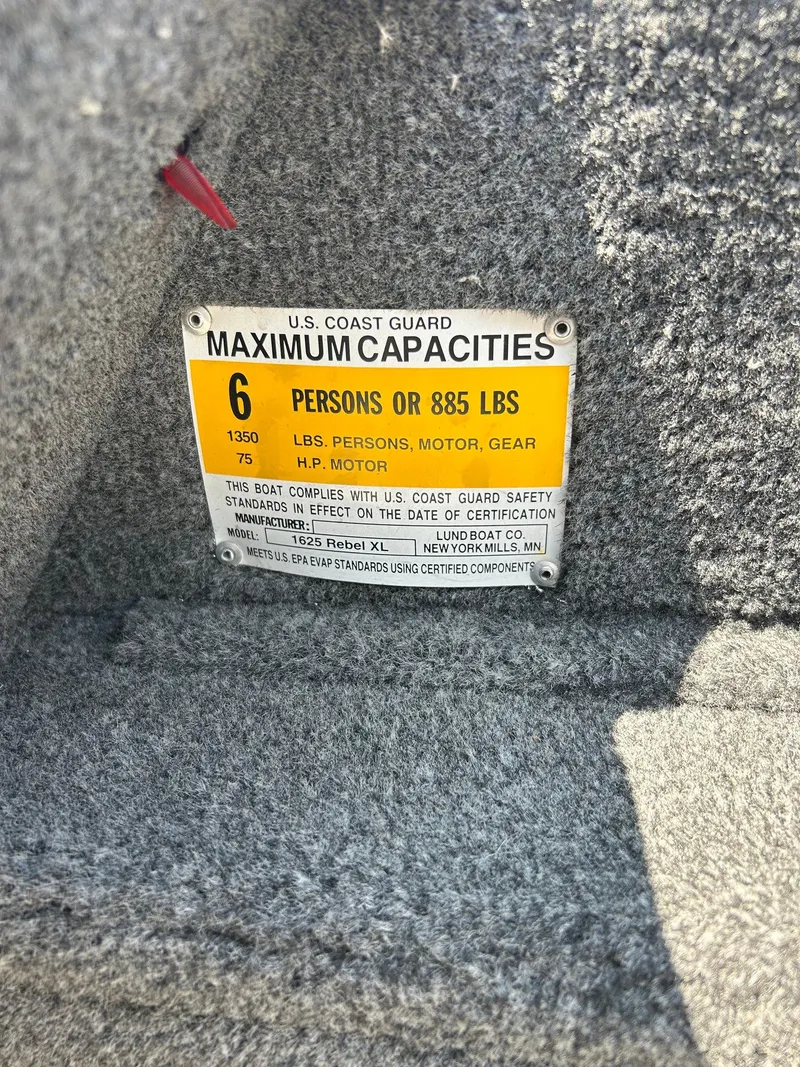 U.S. COAST GUARD
MAXIMUM CAPACITIES
6 PERSONS OR 885 LBS
1350 LBS. PERSONS, MOTOR, GEAR
75 H.P. MOTOR
THIS BOAT COMPLIES WITH U.S. COAST GUARD SAFETY
STANDARDS IN EFFECT ON THE DATE OF CERTIFICATION
MANUFACTURER:
MODEL: 1625 Rebel XL
LUND BOAT CO.
NEW YORK MILLS, MN
MEETS U.S. EPA EVAP STANDARDS USING CERTIFIED COMPONENTS